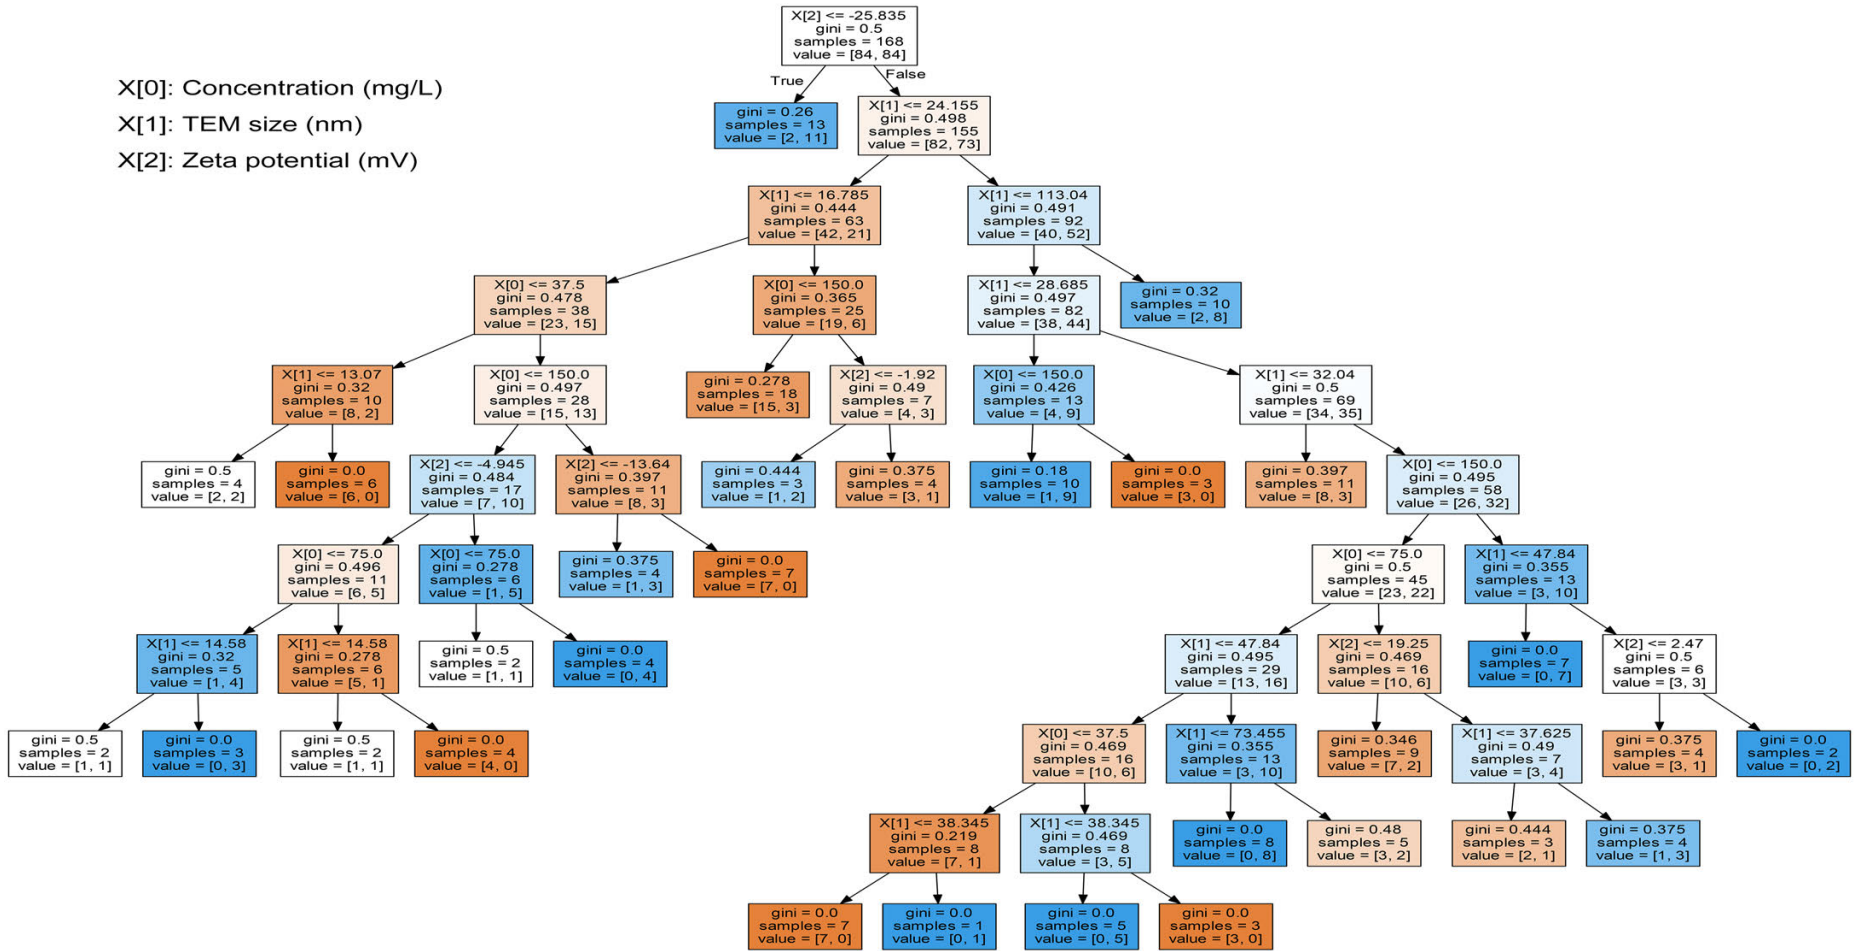 X[2] <= -25.835
gini = 0.5
samples = 168
value = [84, 84]
True
False
X[0]: Concentration (mg/L)
X[1]: TEM size (nm)
X[2]: Zeta potential (mV)
gini = 0.26
samples = 13
value = [2, 11]
X[1] <= 24.155
gini = 0.498
samples = 155
value = [82, 73]
X[1] <= 16.785
gini = 0.444
samples = 63
value = [42, 21]
X[1] <= 113.04
gini = 0.491
samples = 92
value = [40, 52]
X[0] <= 37.5
gini = 0.478
samples = 38
value = [23, 15]
X[0] <= 150.0
gini = 0.365
samples = 25
value = [19, 6]
X[1] <= 28.685
gini = 0.497
samples = 82
value = [38, 44]
gini = 0.32
samples = 10
value = [2, 8]
X[1] <= 13.07
gini = 0.32
samples = 10
value = [8, 2]
X[0] <= 150.0
gini = 0.497
samples = 28
value = [15, 13]
gini = 0.278
samples = 18
value = [15, 3]
X[2] <= -1.92
gini = 0.49
samples = 7
value = [4, 3]
X[0] <= 150.0
gini = 0.426
samples = 13
value = [4, 9]
X[1] <= 32.04
gini = 0.5
samples = 69
value = [34, 35]
gini = 0.5
samples = 4
value = [2, 2]
gini = 0.0
samples = 6
value = [6, 0]
X[2] <= -4.945
gini = 0.484
samples = 17
value = [7, 10]
X[2] <= -13.64
gini = 0.397
samples = 11
value = [8, 3]
gini = 0.444
samples = 3
value = [1, 2]
gini = 0.375
samples = 4
value = [3, 1]
gini = 0.18
samples = 10
value = [1, 9]
gini = 0.0
samples = 3
value = [3, 0]
gini = 0.397
samples = 11
value = [8, 3]
X[0] <= 150.0
gini = 0.495
samples = 58
value = [26, 32]
X[0] <= 75.0
gini = 0.496
samples = 11
value = [6, 5]
X[0] <= 75.0
gini = 0.278
samples = 6
value = [1, 5]
gini = 0.375
samples = 4
value = [1, 3]
gini = 0.0
samples = 7
value = [7, 0]
X[0] <= 75.0
gini = 0.5
samples = 45
value = [23, 22]
X[1] <= 47.84
gini = 0.355
samples = 13
value = [3, 10]
X[1] <= 14.58
gini = 0.32
samples = 5
value = [1, 4]
X[1] <= 14.58
gini = 0.278
samples = 6
value = [5, 1]
gini = 0.5
samples = 2
value = [1, 1]
gini = 0.0
samples = 4
value = [0, 4]
X[1] <= 47.84
gini = 0.495
samples = 29
value = [13, 16]
X[2] <= 19.25
gini = 0.469
samples = 16
value = [10, 6]
gini = 0.0
samples = 7
value = [0, 7]
X[2] <= 2.47
gini = 0.5
samples = 6
value = [3, 3]
gini = 0.5
samples = 2
value = [1, 1]
gini = 0.0
samples = 3
value = [0, 3]
gini = 0.5
samples = 2
value = [1, 1]
gini = 0.0
samples = 4
value = [4, 0]
X[0] <= 37.5
gini = 0.469
samples = 16
value = [10, 6]
X[1] <= 73.455
gini = 0.355
samples = 13
value = [3, 10]
gini = 0.346
samples = 9
value = [7, 2]
X[1] <= 37.625
gini = 0.49
samples = 7
value = [3, 4]
gini = 0.375
samples = 4
value = [3, 1]
gini = 0.0
samples = 2
value = [0, 2]
X[1] <= 38.345
gini = 0.219
samples = 8
value = [7, 1]
X[1] <= 38.345
gini = 0.469
samples = 8
value = [3, 5]
gini = 0.0
samples = 8
value = [0, 8]
gini = 0.48
samples = 5
value = [3, 2]
gini = 0.444
samples = 3
value = [2, 1]
gini = 0.375
samples = 4
value = [1, 3]
gini = 0.0
samples = 7
value = [7, 0]
gini = 0.0
samples = 1
value = [0, 1]
gini = 0.0
samples = 5
value = [0, 5]
gini = 0.0
samples = 3
value = [3, 0]